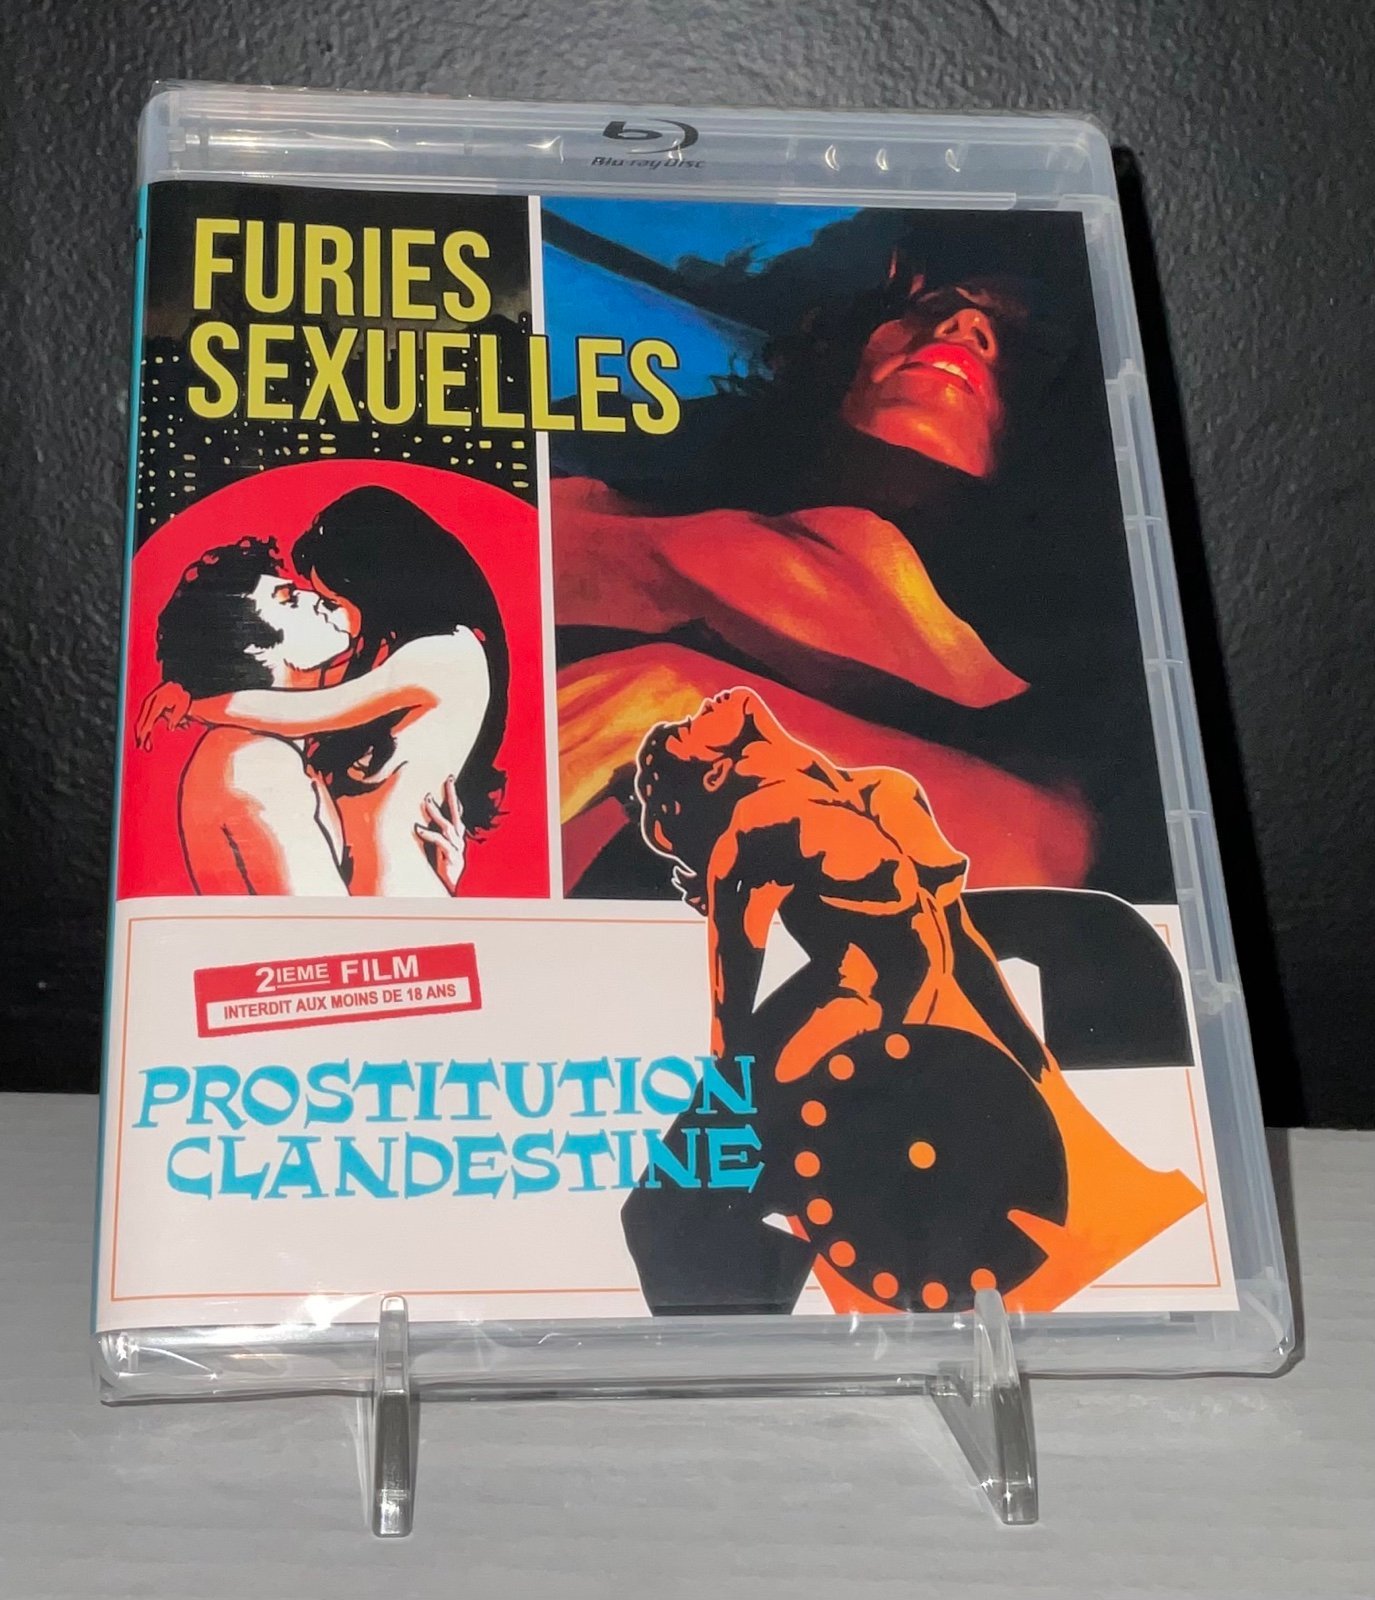 Blu-ray Disc
FURIES
SEXUELLES
2IEME FILM
INTERDIT AUX MOINS DE 18 ANS
PROSTITUTION
CLANDESTINE